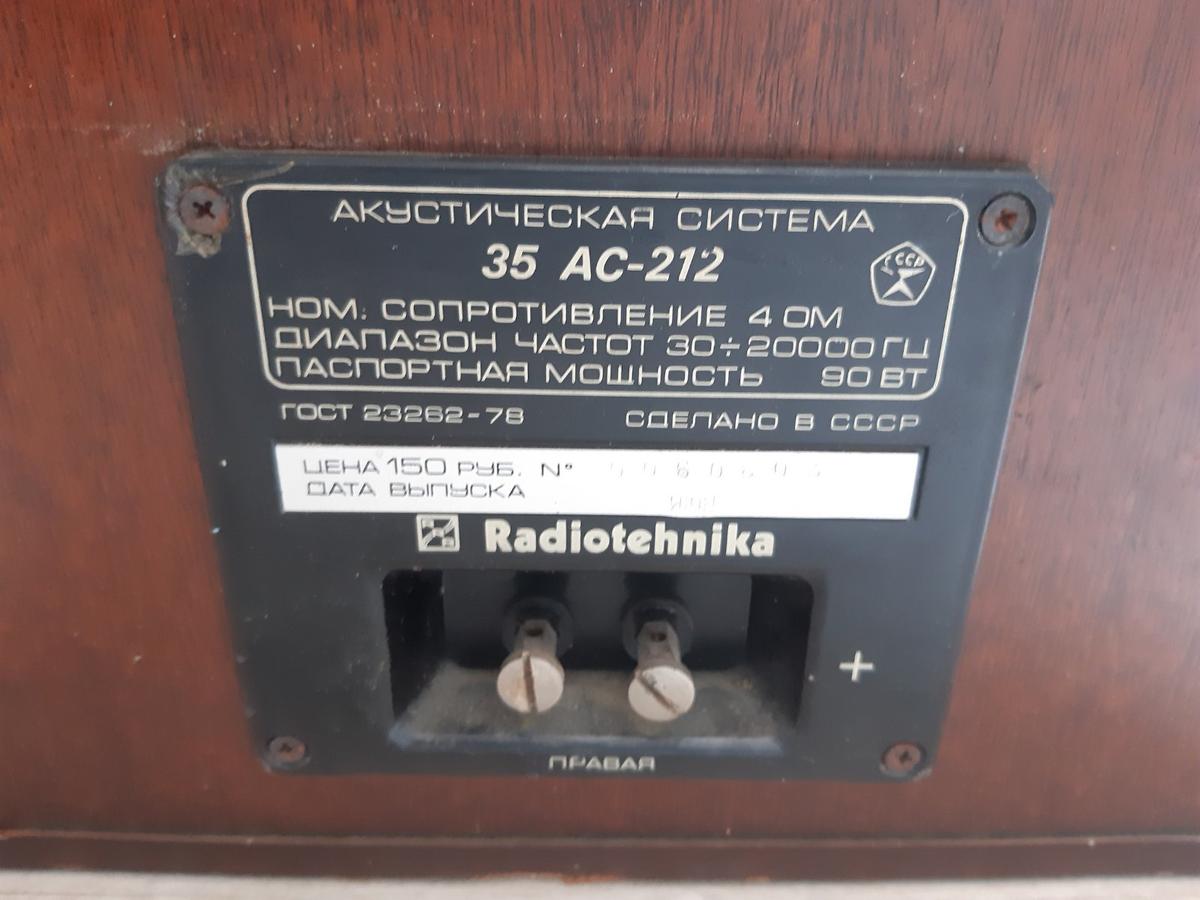 АКУСТИЧЕСКАЯ СИСТЕМА
35 АС-212
СССР
НОМ. СОПРОТИВЛЕНИЕ 4 ОМ
ДИАПАЗОН ЧАСТОТ 30÷20000 ГЦ
ПАСПОРТНАЯ МОЩНОСТЬ 90 ВТ
ГОСТ 23262-78 СДЕЛАНО В СССР
ЦЕНА 150 РУБ. №
ДАТА ВЫПУСКА
Radiotehnika
+
ПРАВАЯ